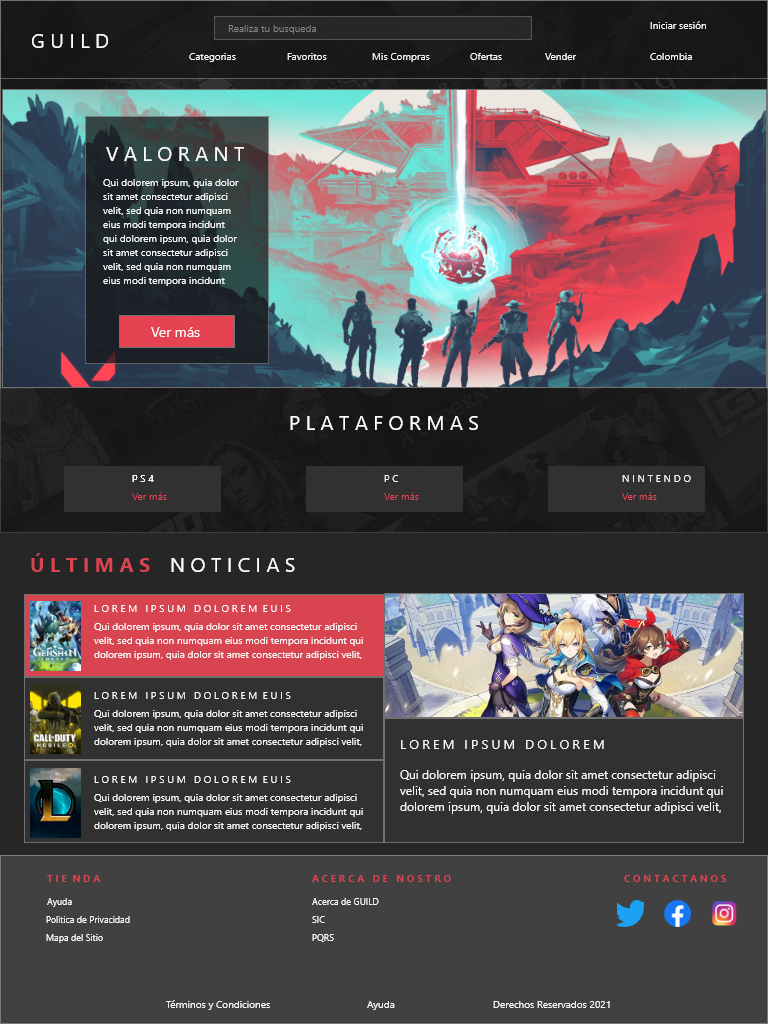 GUILD
Realiza tu busqueda
Iniciar sesión
Categorias
Favoritos
Mis Compras
Ofertas
Vender
Colombia
VALORANT
Qui dolorem ipsum, quia dolor
sit amet consectetur adipisci
velit, sed quia non numquam
eius modi tempora incidunt
qui dolorem ipsum, quia dolor
sit amet consectetur adipisci
velit, sed quia non numquam
eius modi tempora incidunt
Ver más
PLATAFORMAS
PS4
Ver más
PC
Ver más
NINTENDO
Ver más
ÚLTIMAS NOTICIAS
GENSHIN
IMPACT
LOREM IPSUM DOLOREM EUIS
Qui dolorem ipsum, quia dolor sit amet consectetur adipisci
velit, sed quia non numquam eius modi tempora incidunt qui
dolorem ipsum, quia dolor sit amet consectetur adipisci velit,
CALL·DUTY
MOBILE
LOREM IPSUM DOLOREM EUIS
Qui dolorem ipsum, quia dolor sit amet consectetur adipisci
velit, sed quia non numquam eius modi tempora incidunt qui
dolorem ipsum, quia dolor sit amet consectetur adipisci velit,
L
LOREM IPSUM DOLOREM EUIS
Qui dolorem ipsum, quia dolor sit amet consectetur adipisci
velit, sed quia non numquam eius modi tempora incidunt qui
dolorem ipsum, quia dolor sit amet consectetur adipisci velit,
LOREM IPSUM DOLOREM
Qui dolorem ipsum, quia dolor sit amet consectetur adipisci
velit, sed quia non numquam eius modi tempora incidunt qui
dolorem ipsum, quia dolor sit amet consectetur adipisci velit,
TIENDA
Ayuda
Política de Privacidad
Mapa del Sitio
ACERCA DE NOSTRO
Acerca de GUILD
SIC
PQRS
CONTACTANOS
Términos y Condiciones
Ayuda
Derechos Reservados 2021